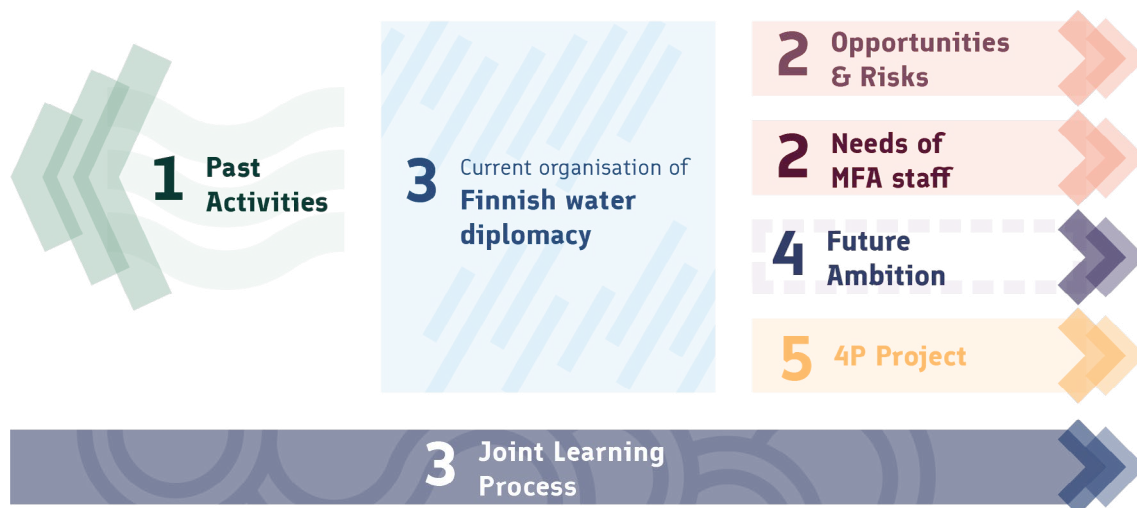 1 Past
Activities
3 Current organisation of
Finnish water
diplomacy
2 Opportunities
& Risks
2 Needs of
MFA staff
4 Future
Ambition
5 4P Project
3 Joint Learning
Process